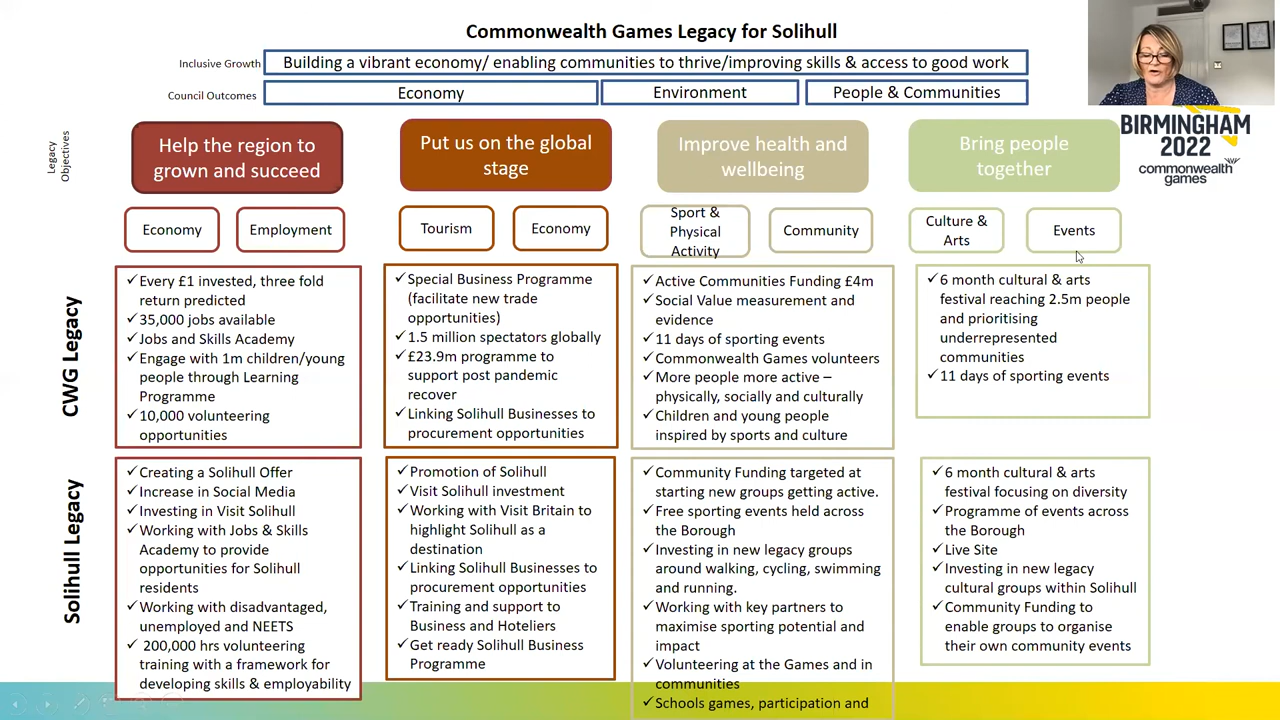 Commonwealth Games Legacy for Solihull
Inclusive Growth
Building a vibrant economy/ enabling communities to thrive/improving skills & access to good work
Council Outcomes
Economy
Environment
People & Communities
Legacy
Objectives
Help the region to
grown and succeed
Put us on the global
stage
Improve health and
wellbeing
Bring people
together
BIRMINGHAM
2022
commonwealth
games
Economy
Employment
Tourism
Economy
Sport &
Physical
Activity
Community
Culture &
Arts
Events
CWG Legacy
✓Every £1 invested, three fold
return predicted
✓35,000 jobs available
✓Jobs and Skills Academy
✓Engage with 1m children/young
people through Learning
Programme
✓10,000 volunteering
opportunities
✓Special Business Programme
(facilitate new trade
opportunities)
✓1.5 million spectators globally
✓£23.9m programme to
support post pandemic
recover
✓Linking Solihull Businesses to
procurement opportunities
✓Active Communities Funding £4m
✓Social Value measurement and
evidence
✓11 days of sporting events
✓Commonwealth Games volunteers
✓More people more active –
physically, socially and culturally
✓Children and young people
inspired by sports and culture
✓6 month cultural & arts
festival reaching 2.5m people
and prioritising
underrepresented
communities
✓11 days of sporting events
Solihull Legacy
✓Creating a Solihull Offer
✓Increase in Social Media
✓Investing in Visit Solihull
✓Working with Jobs & Skills
Academy to provide
opportunities for Solihull
residents
✓Working with disadvantaged,
unemployed and NEETS
✓ 200,000 hrs volunteering
training with a framework for
developing skills & employability
✓Promotion of Solihull
✓Visit Solihull investment
✓Working with Visit Britain to
highlight Solihull as a
destination
✓Linking Solihull Businesses to
procurement opportunities
✓Training and support to
Business and Hoteliers
✓Get ready Solihull Business
Programme
✓Community Funding targeted at
starting new groups getting active.
✓Free sporting events held across
the Borough
✓Investing in new legacy groups
around walking, cycling, swimming
and running.
✓Working with key partners to
maximise sporting potential and
impact
✓Volunteering at the Games and in
communities
✓Schools games, participation and
✓6 month cultural & arts
festival focusing on diversity
✓Programme of events across
the Borough
✓Live Site
✓Investing in new legacy
cultural groups within Solihull
✓Community Funding to
enable groups to organise
their own community events